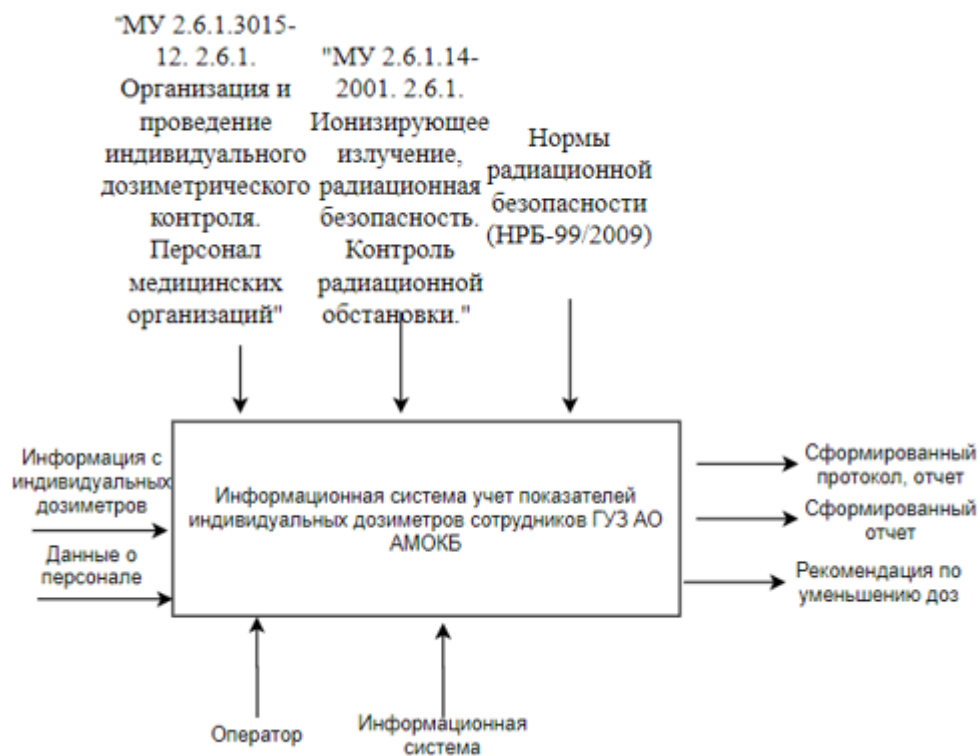 "МУ 2.6.1.3015-
12. 2.6.1.
Организация и
проведение
индивидуального
дозиметрического
контроля.
Персонал
медицинских
организаций"
"МУ 2.6.1.14-
2001. 2.6.1.
Ионизирующее
излучение,
радиационная
безопасность.
Контроль
радиационной
обстановки."
Нормы
радиационной
безопасности
(НРБ-99/2009)
Информация с
индивидуальных
дозиметров
Данные о
персонале
Информационная система учет показателей
индивидуальных дозиметров сотрудников ГУЗ АО
АМОКБ
Сформированный
протокол, отчет
Сформированный
отчет
Рекомендация по
уменьшению доз
Оператор
Информационная
система